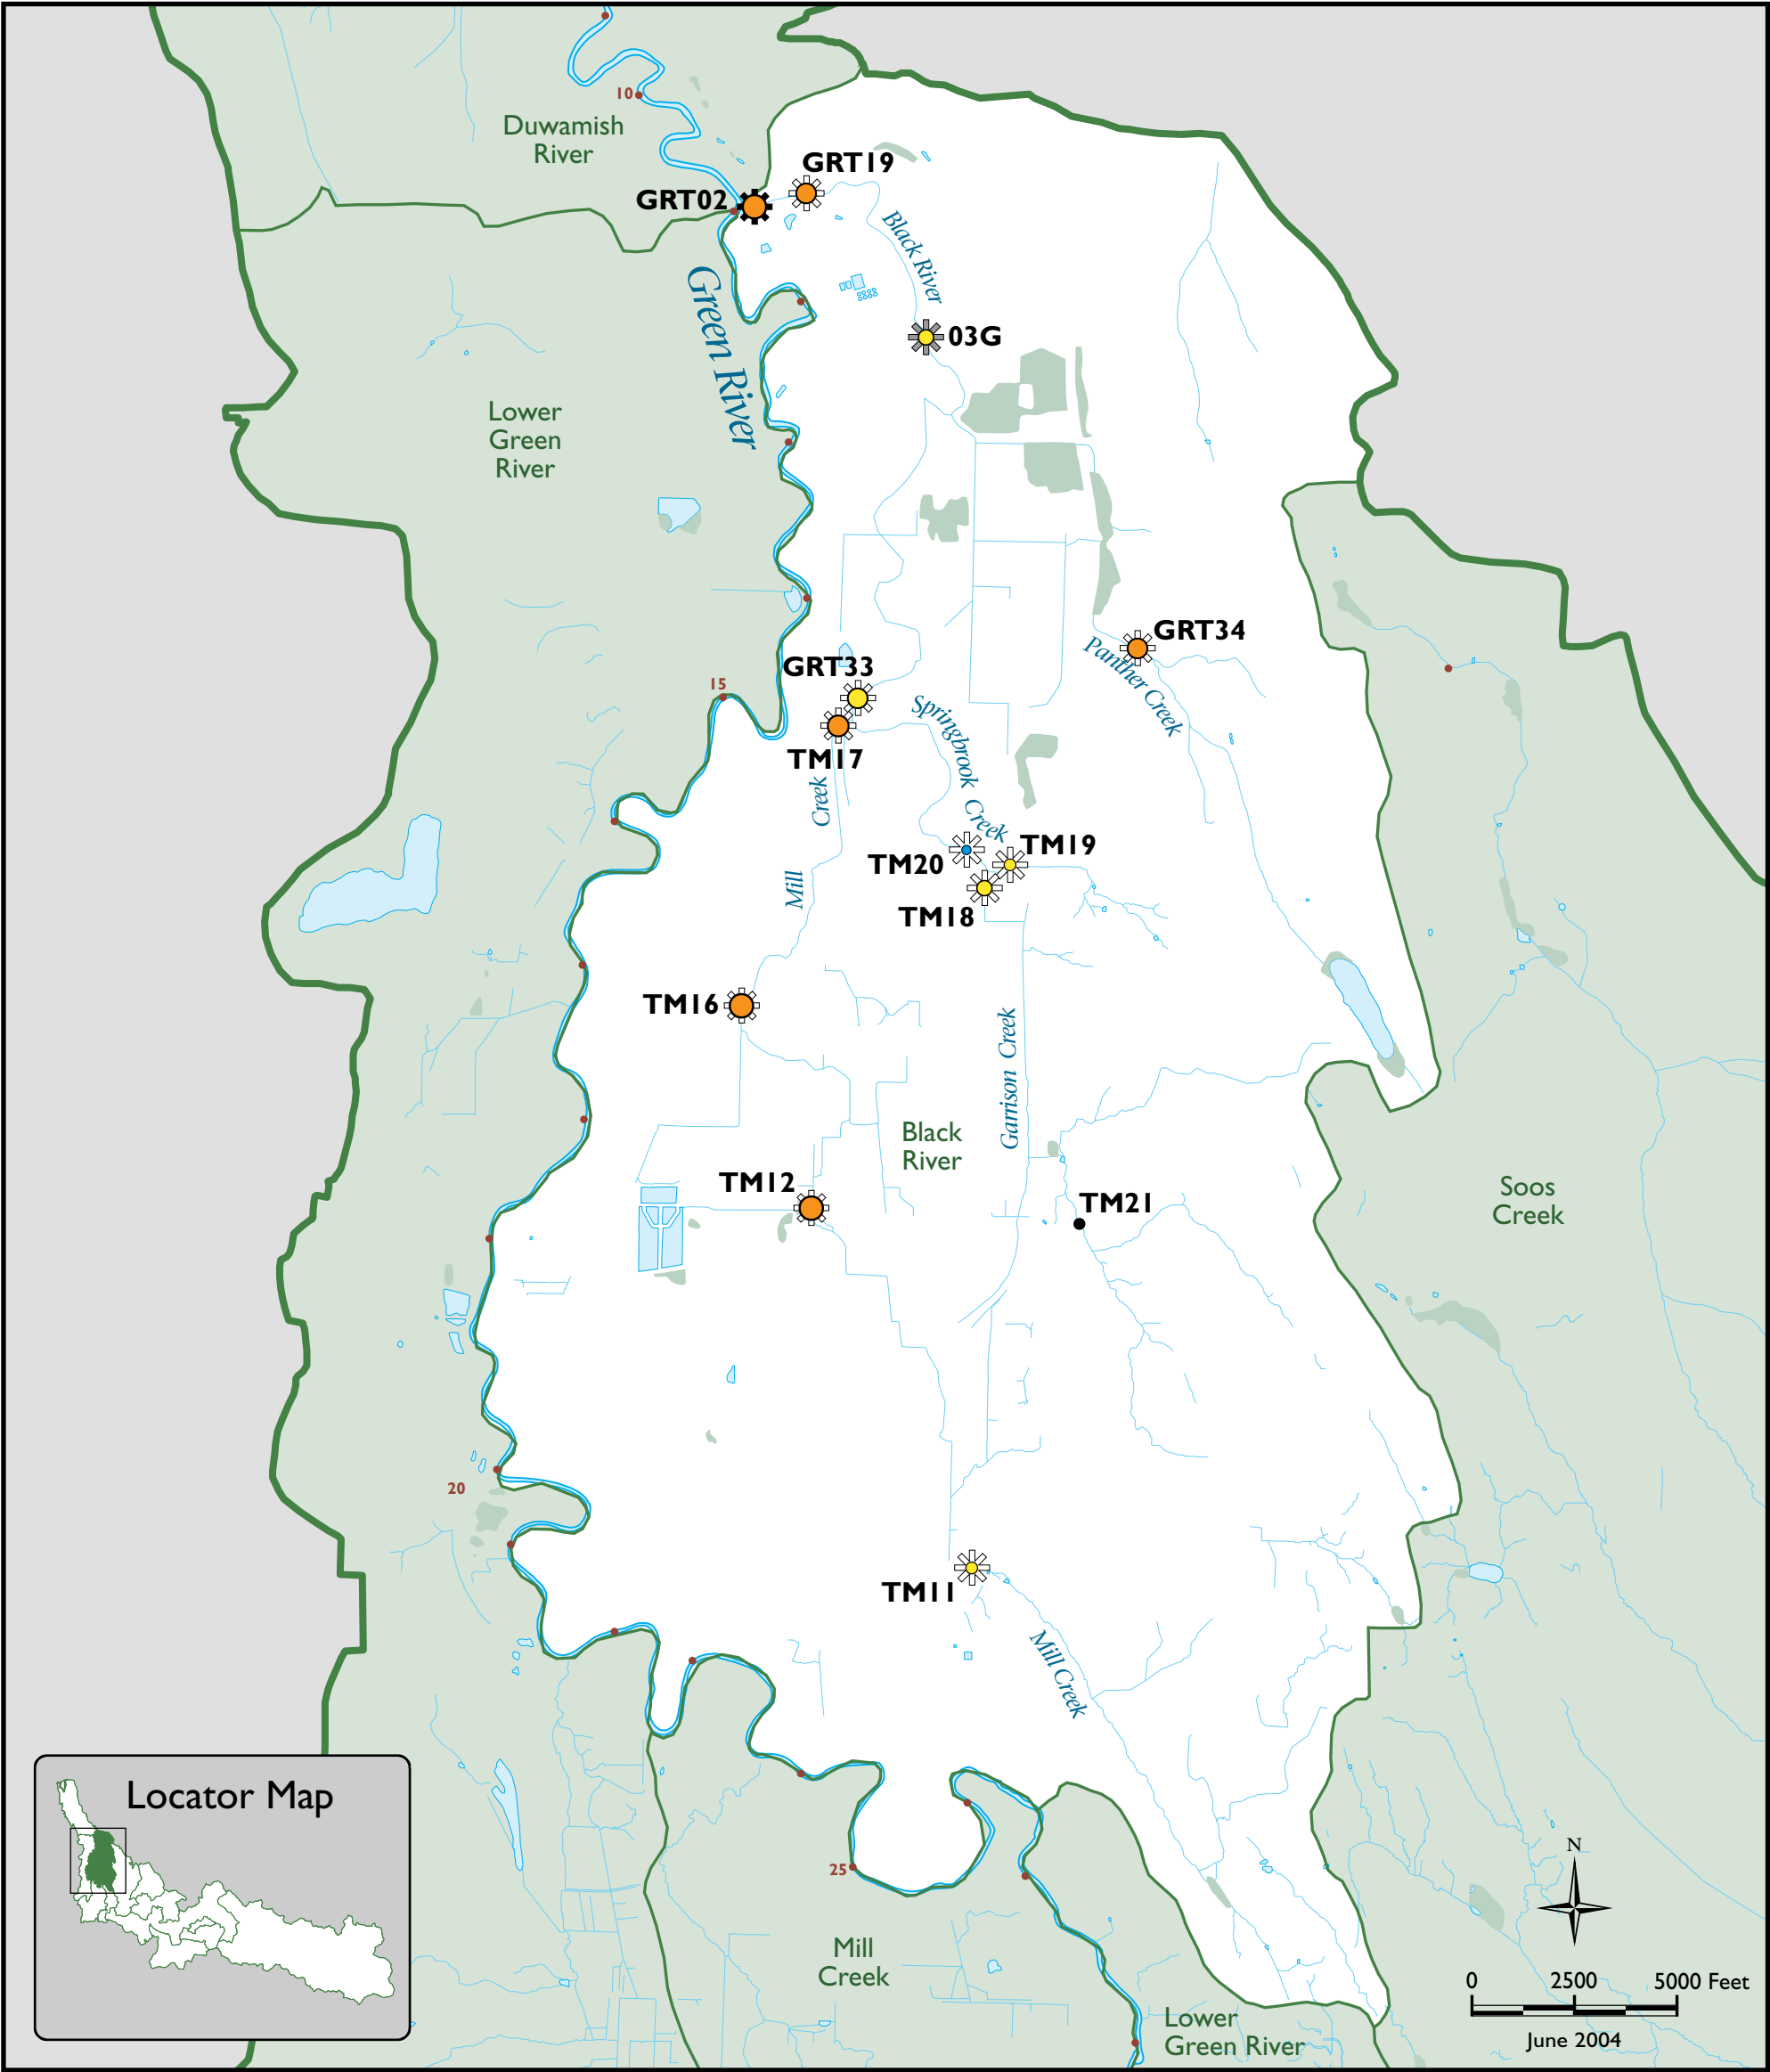 10
Duwamish
River
GRT19
GRT02
Black River
Green River
03G
Lower
Green
River
GRT34
Panther Creek
GRT33
15
TM17
Springbrook Creek
Mill Creek
TM19
TM20
TM18
TM16
Garrison Creek
Black
River
TM12
TM21
Soos
Creek
20
TM11
Mill Creek
Locator Map
25
N
Mill
Creek
0 2500 5000 Feet
Lower
Green River
June 2004